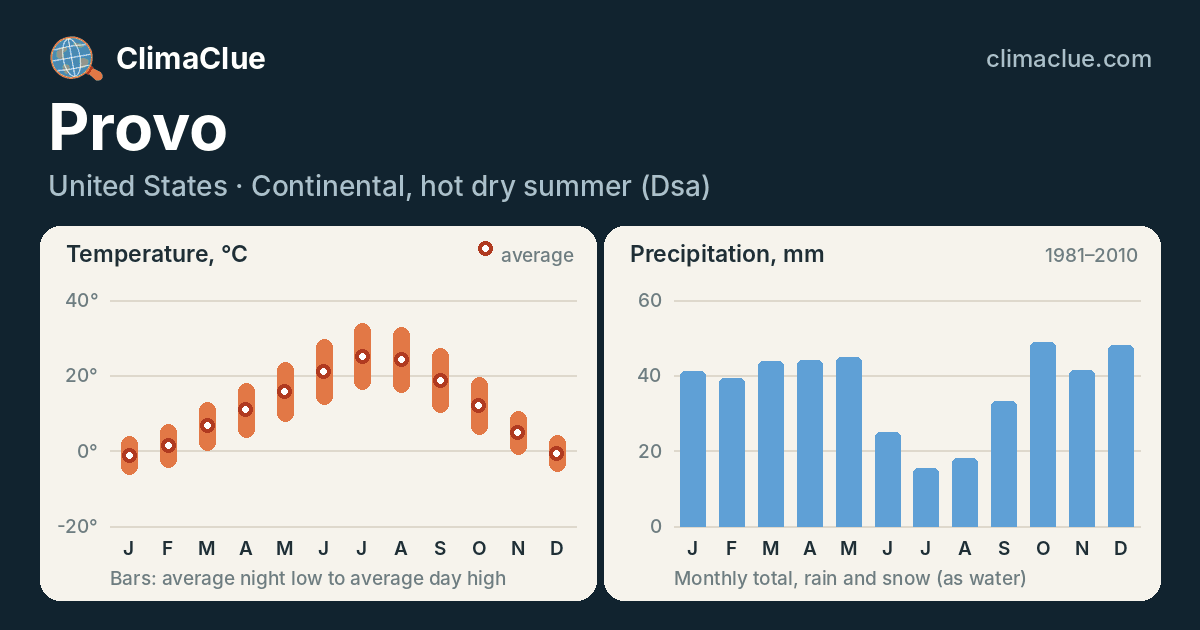 ClimaClue
climaclue.com
Provo
United States · Continental, hot dry summer (Dsa)
Temperature, °C
average
40°
20°
0°
-20°
J F M A M J J A S O N D
Bars: average night low to average day high
Precipitation, mm
1981–2010
60
40
20
0
J F M A M J J A S O N D
Monthly total, rain and snow (as water)